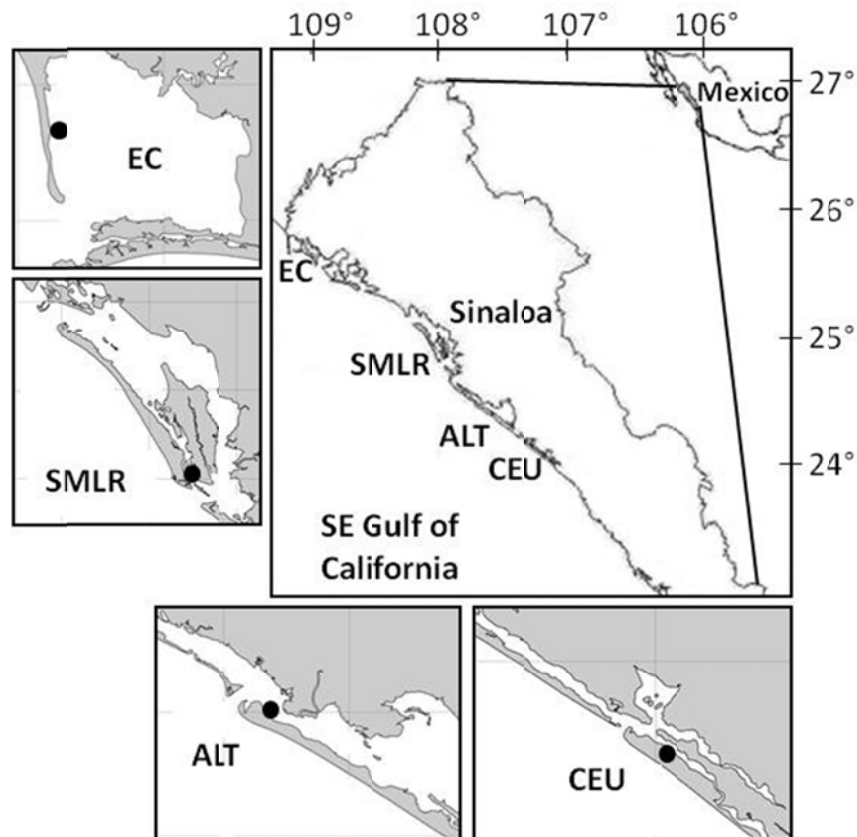 109° 108° 107° 106°
Mexico
27°
EC
26°
EC
Sinaloa
25°
SMLR
ALT
24°
CEU
SMLR
SE Gulf of
California
ALT
CEU